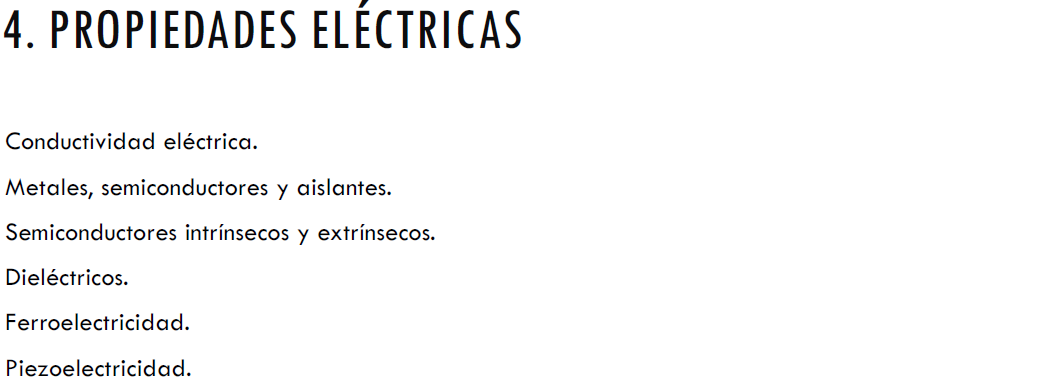 4. PROPIEDADES ELÉCTRICAS
Conductividad eléctrica.
Metales, semiconductores y aislantes.
Semiconductores intrínsecos y extrínsecos.
Dieléctricos.
Ferroelectricidad.
Piezoelectricidad.